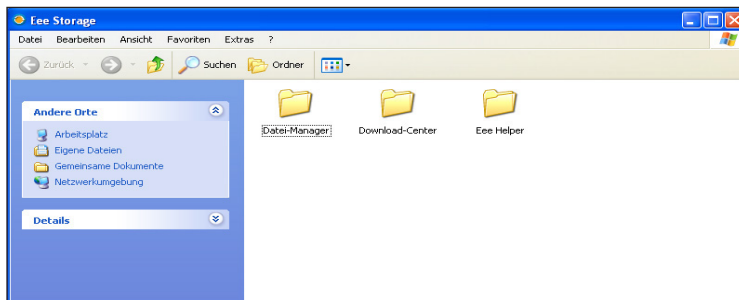 Eee Storage
Datei Bearbeiten Ansicht Favoriten Extras ?
Zurück Suchen Ordner
Andere Orte
Arbeitsplatz
Eigene Dateien
Gemeinsame Dokumente
Netzwerkumgebung
Details
Datei-Manager Download-Center Eee Helper